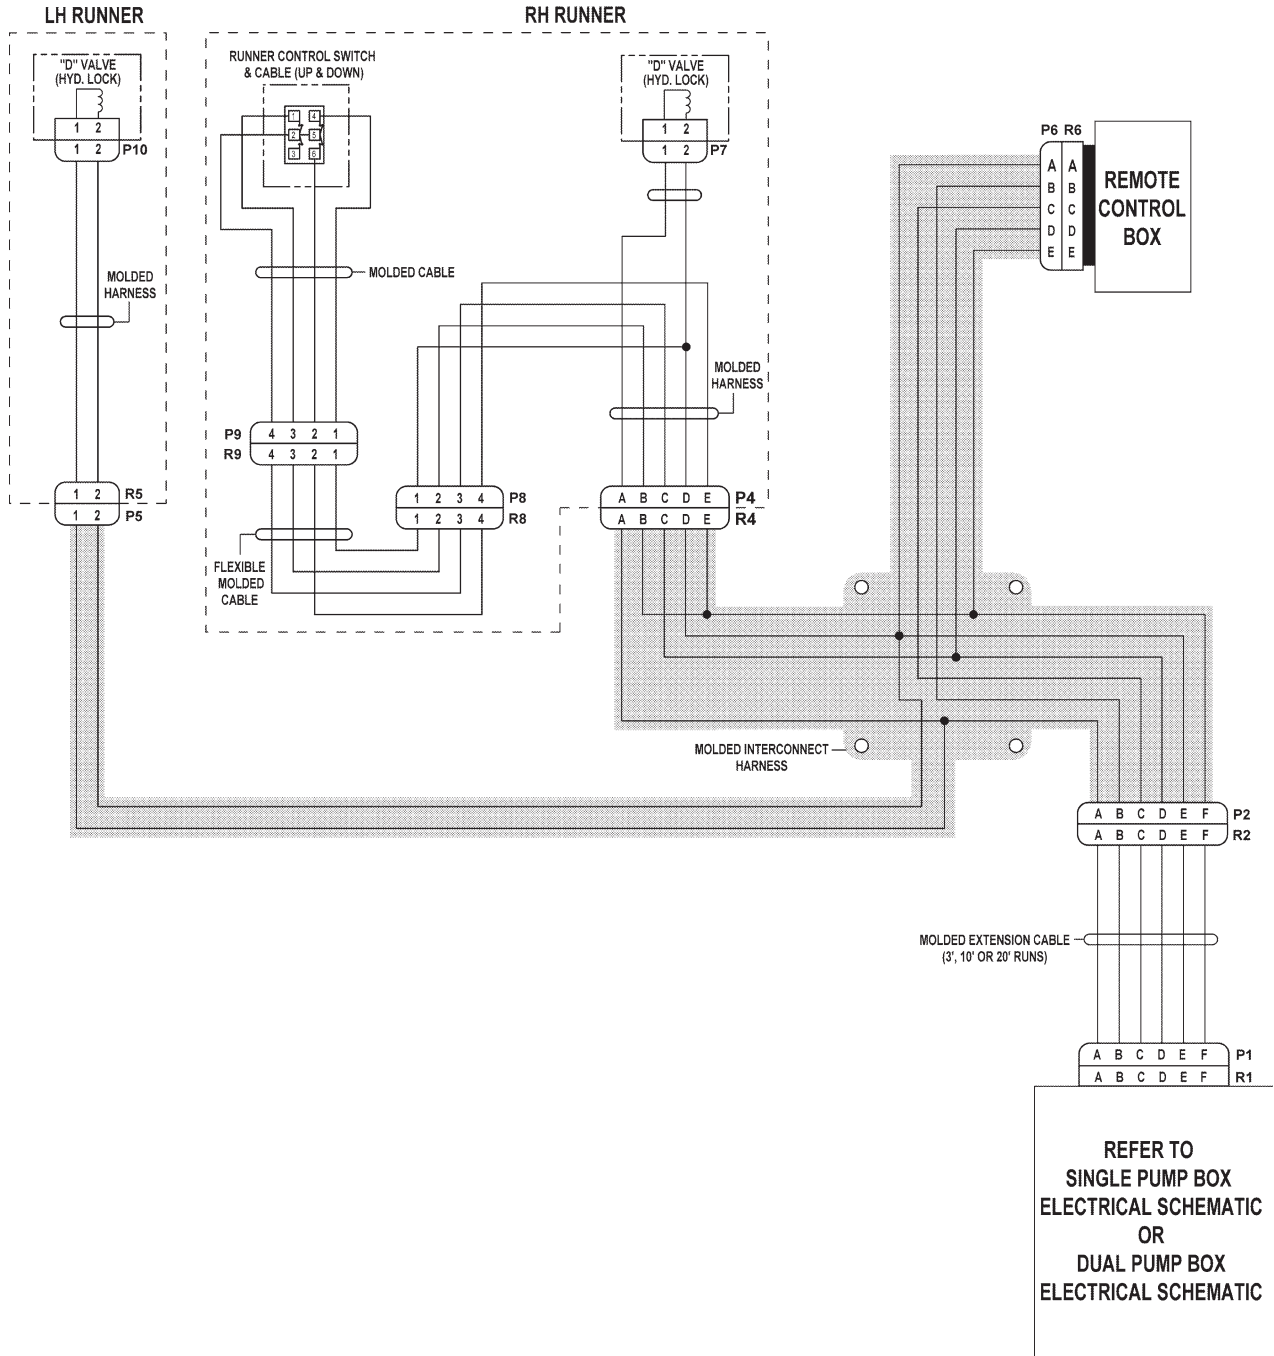 LH RUNNER
"D" VALVE
(HYD. LOCK)
1 2
1 2 P10
MOLDED
HARNESS
1 2 R5
1 2 P5
RH RUNNER
RUNNER CONTROL SWITCH
& CABLE (UP & DOWN)
1 4
2 5
3 6
MOLDED CABLE
P9 4 3 2 1
R9 4 3 2 1
FLEXIBLE
MOLDED
CABLE
1 2 3 4 P8
1 2 3 4 R8
"D" VALVE
(HYD. LOCK)
1 2
1 2 P7
MOLDED
HARNESS
A B C D E P4
A B C D E R4
P6 R6
A A
B B
C C
D D
E E
REMOTE
CONTROL
BOX
MOLDED INTERCONNECT
HARNESS
A B C D E F P2
A B C D E F R2
MOLDED EXTENSION CABLE
(3', 10' OR 20' RUNS)
A B C D E F P1
A B C D E F R1
REFER TO
SINGLE PUMP BOX
ELECTRICAL SCHEMATIC
OR
DUAL PUMP BOX
ELECTRICAL SCHEMATIC